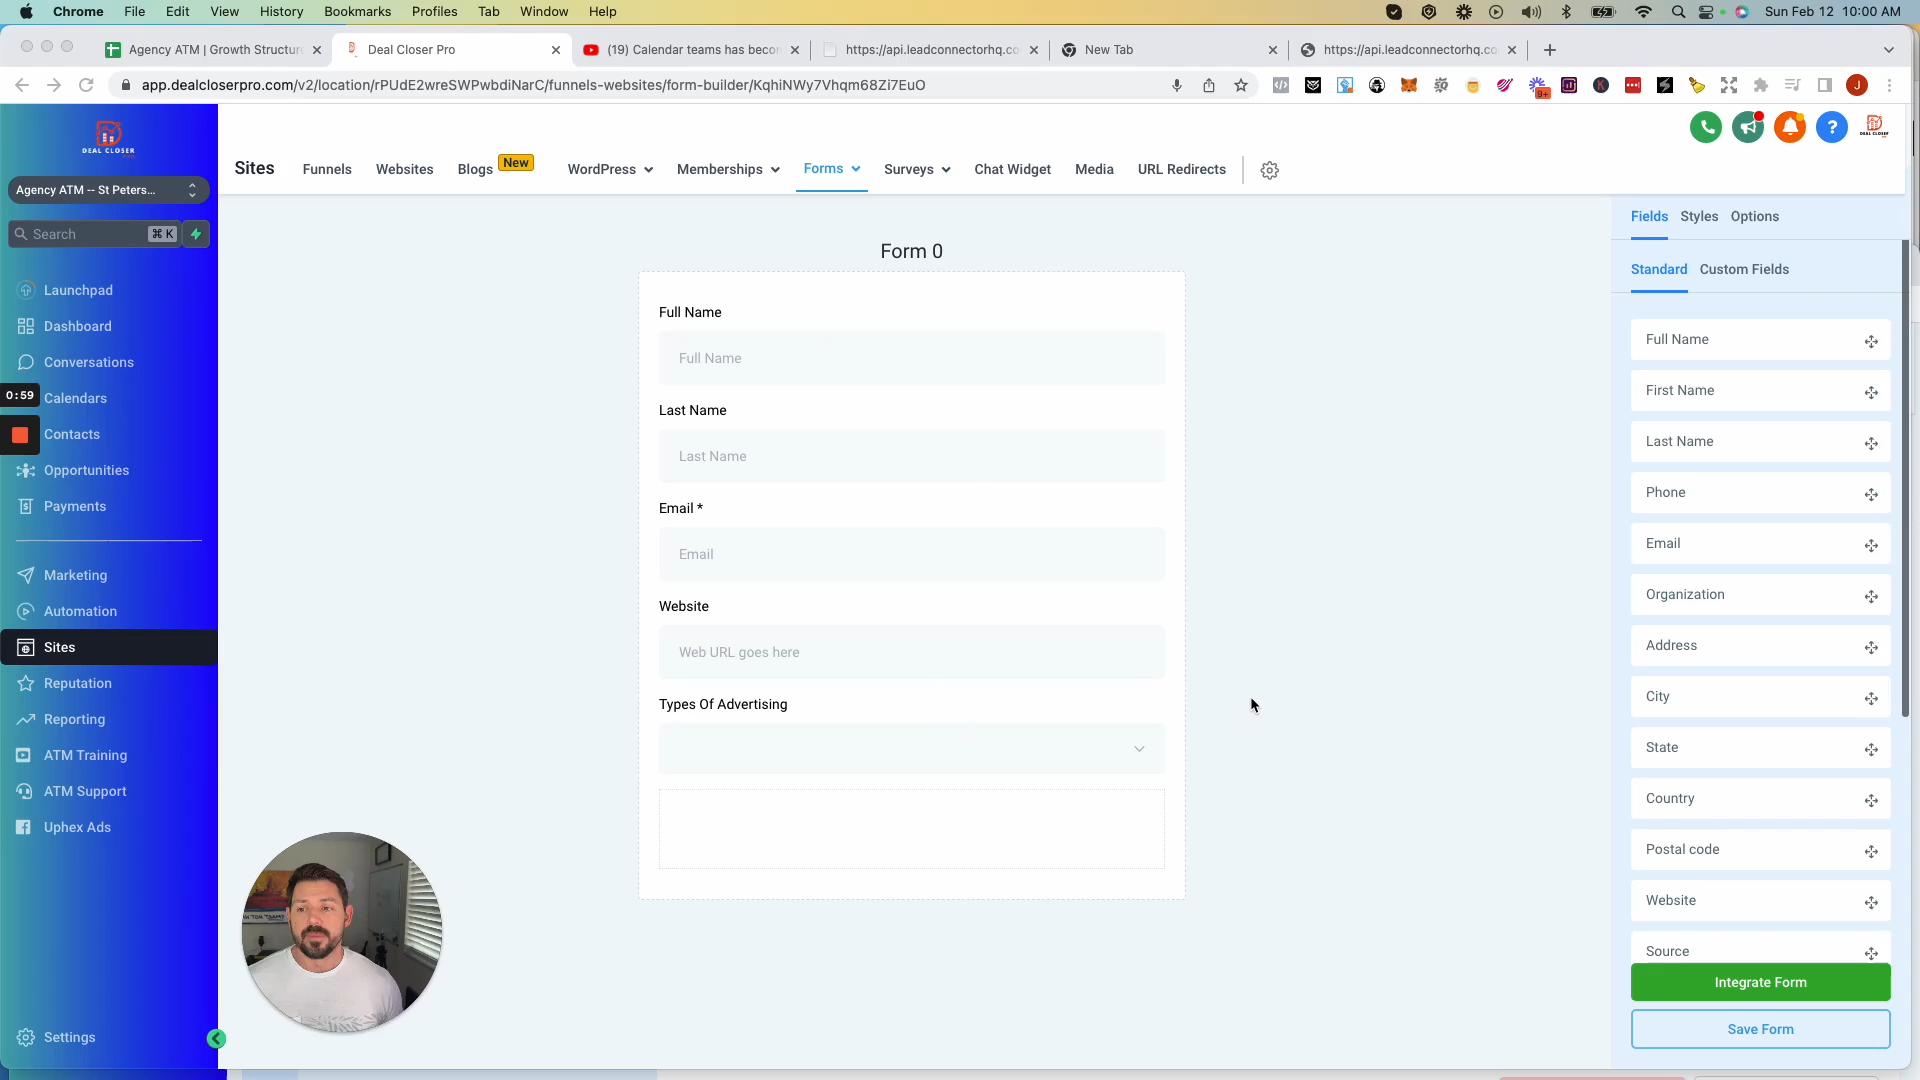 Chrome File Edit View History Bookmarks Profiles Tab Window Help
Sun Feb 12 10:00 AM
Agency ATM | Growth Structure
Deal Closer Pro
(19) Calendar teams has becom
https://api.leadconnectorhq.co
New Tab
https://api.leadconnectorhq.co
app.dealcloserpro.com/v2/location/rPUdE2wreSWPwbdiNarC/funnels-websites/form-builder/KqhiNWy7Vhqm68Zi7EuO
9+
J
DEAL CLOSER
Agency ATM -- St Peters...
Search ⌘ K
Launchpad
Dashboard
Conversations
0:59
Calendars
Contacts
Opportunities
Payments
Marketing
Automation
Sites
Reputation
Reporting
ATM Training
ATM Support
Uphex Ads
Settings
Sites Funnels Websites Blogs New WordPress Memberships Forms Surveys Chat Widget Media URL Redirects
?
DEAL CLOSER
Form 0
Full Name
Full Name
Last Name
Last Name
Email *
Email
Website
Web URL goes here
Types Of Advertising
Fields Styles Options
Standard Custom Fields
Full Name
First Name
Last Name
Phone
Email
Organization
Address
City
State
Country
Postal code
Website
Source
Integrate Form
Save Form